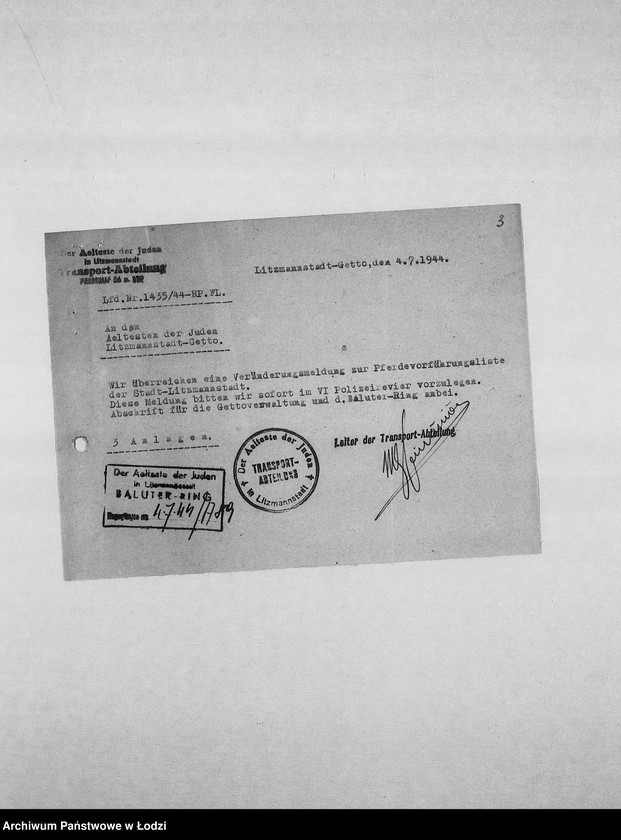 3
Der Aelteste der Juden
in Litzmannstadt
Transport-Abteilung
FERNRUF 56 u. 
Litzmannstadt-Getto, den 4.7.1944.
Lfd.Nr.1435/44-RP.FL.
An den
Aeltesten der Juden
Litzmannstadt-Getto.
Wir überreichen eine Veründerungsmeldung zur Pferdevorführungsliste
der Stadt-Litzmannstadt.
Diese Meldung bitten wir sofort im VI Polizeirevier vorzulegen.
Abschrift für die Gettoverwaltung und d. Baluter-Ring anbei.
3 Anlagen.
Leiter der Transport-Abteilung
Der Aelteste der Juden
TRANSPORT-
ABTEILUNG
in Litzmannstadt
Der Aelteste der Juden
in Litzmannstadt
BALUTER-RING
4.7.44
Archiwum Państwowe w Łodzi